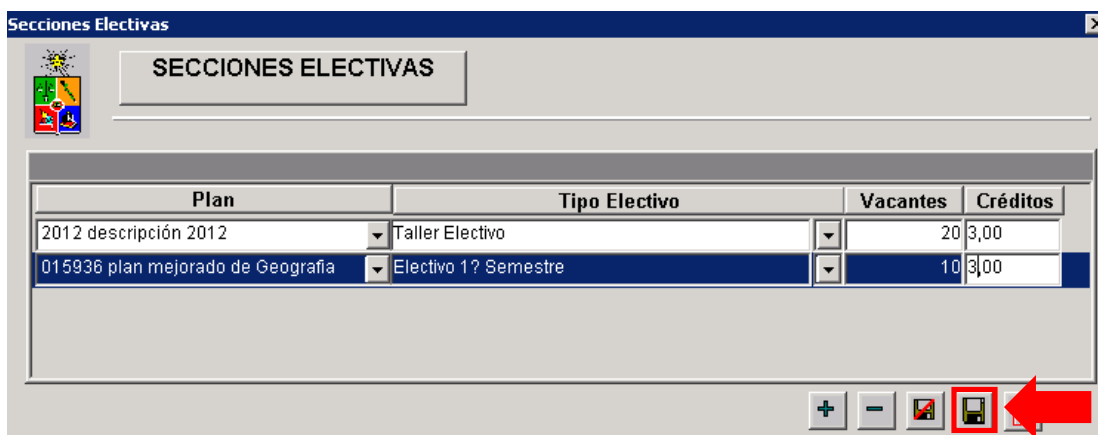 Secciones Electivas
SECCIONES ELECTIVAS
Plan Tipo Electivo Vacantes Créditos
2012 descripción 2012 Taller Electivo 20 3,00
015936 plan mejorado de Geografia Electivo 1? Semestre 10 3,00